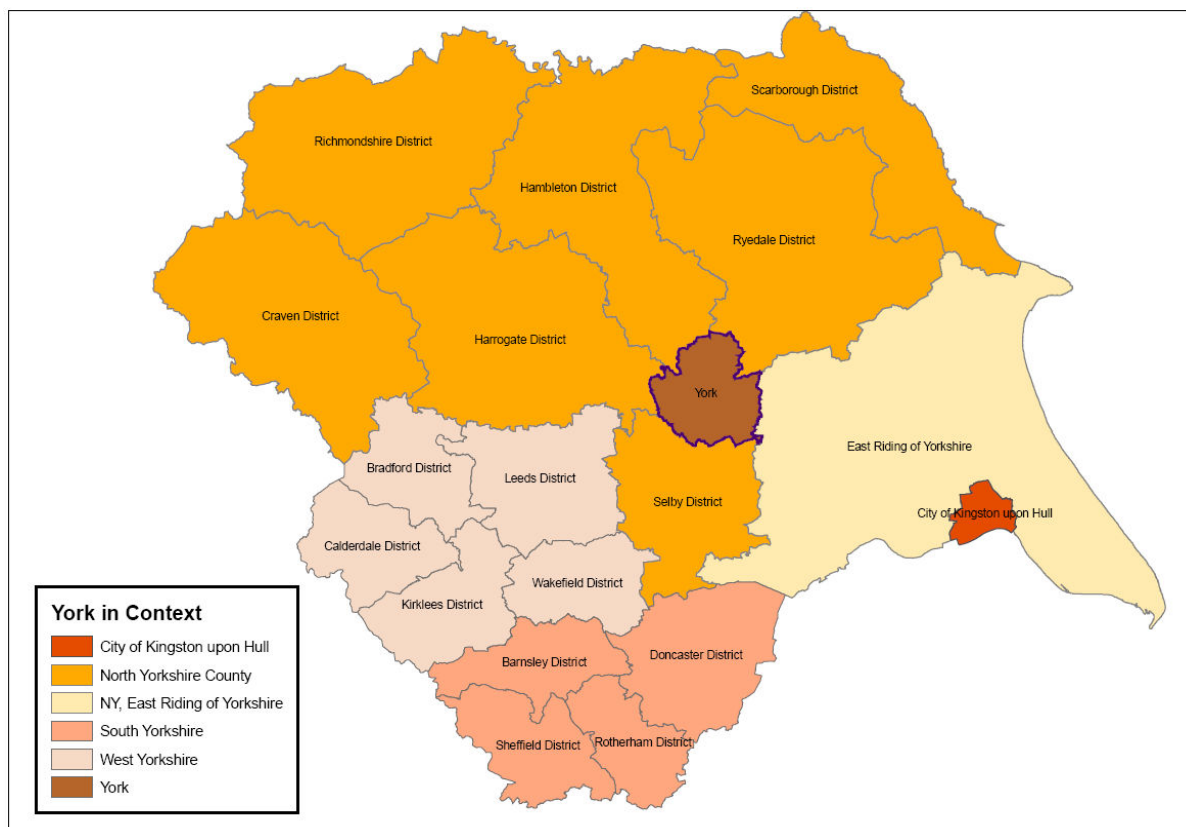 Scarborough District
Richmondshire District
Hambleton District
Ryedale District
Craven District
Harrogate District
York
East Riding of Yorkshire
Bradford District
Leeds District
Selby District
City of Kingston upon Hull
Calderdale District
Wakefield District
Kirklees District
Barnsley District
Doncaster District
Sheffield District
Rotherham District
York in Context
City of Kingston upon Hull
North Yorkshire County
NY, East Riding of Yorkshire
South Yorkshire
West Yorkshire
York